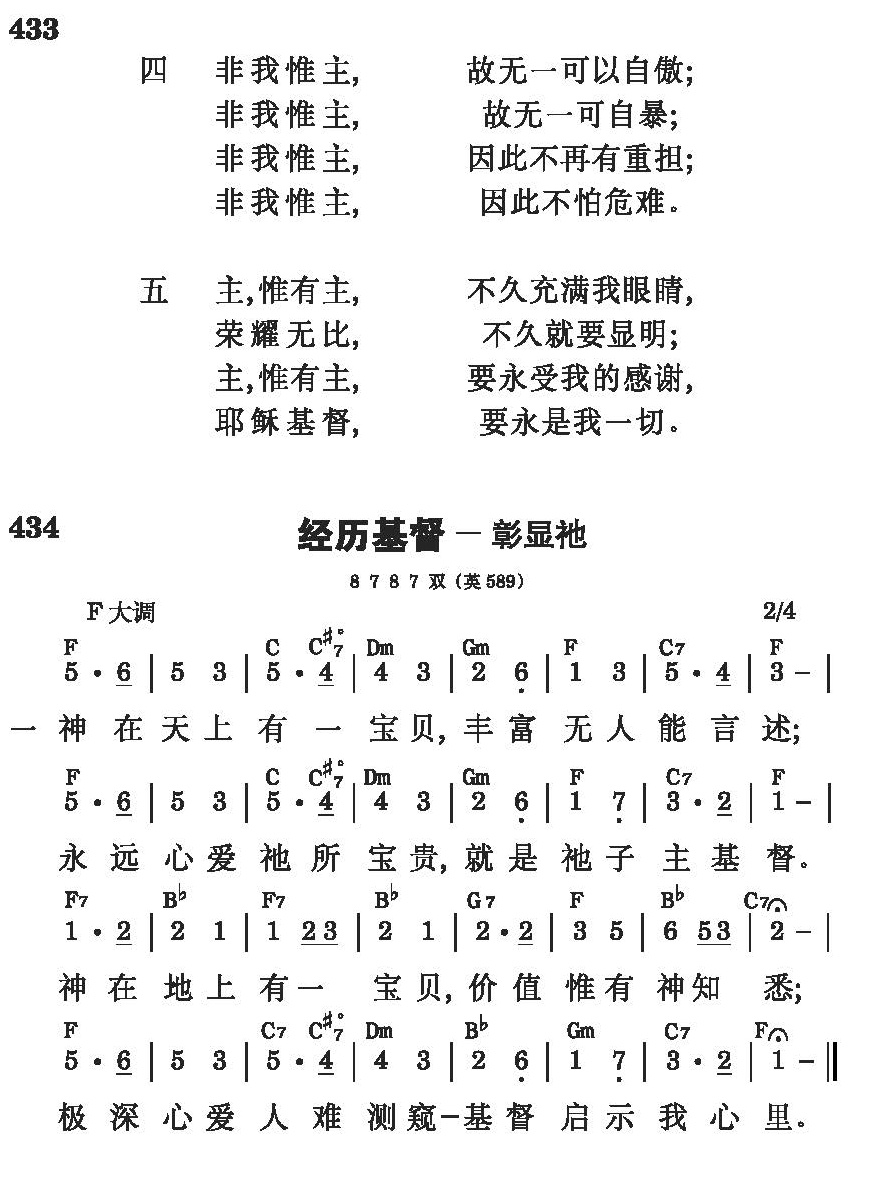 433
四 非我惟主, 故无一可以自傲;
非我惟主, 故无一可自暴;
非我惟主, 因此不再有重担;
非我惟主, 因此不怕危难。
五 主,惟有主, 不久充满我眼睛,
荣耀无比, 不久就要显明;
主,惟有主, 要永受我的感谢,
耶稣基督, 要永是我一切。
434 经历基督－彰显祂
8 7 8 7 双 (英589)
F大调 2/4
F C C♯°7 Dm Gm F C7 F
5 · 6 | 5 3 | 5 · 4 | 4 3 | 2 6̣ | 1 3 | 5 · 4 | 3 – |
一 神在天上有一宝贝, 丰富无人能言述;
F C C♯°7 Dm Gm F C7 F
5 · 6 | 5 3 | 5 · 4 | 4 3 | 2 6̣ | 1 7̣ | 3 · 2 | 1 – |
永远心爱祂所宝贵, 就是祂子主基督。
F7 B♭ F7 B♭ G7 F B♭ C7
1 · 2 | 2 1 | 1 23 | 2 1 | 2 · 2 | 3 5 | 6 53 | 2 – |
神在地上有一宝贝, 价值惟有神知悉;
F C7 C♯°7 Dm B♭ Gm C7 F
5 · 6 | 5 3 | 5 · 4 | 4 3 | 2 6̣ | 1 7̣ | 3 · 2 | 1 – ‖
极深心爱人难测窥－基督启示我心里。